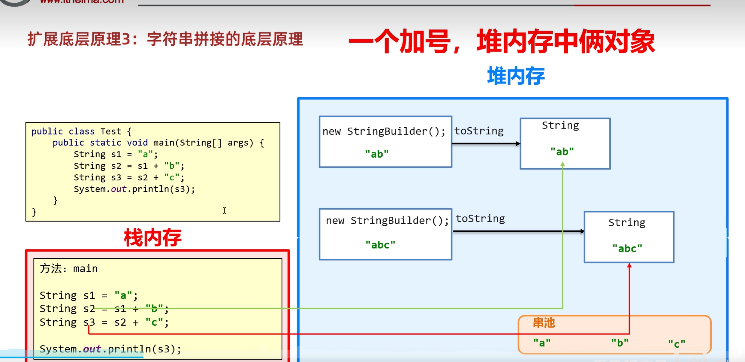 www.itheima.com
扩展底层原理3：字符串拼接的底层原理
一个加号，堆内存中俩对象
堆内存
public class Test {
public static void main(String[] args) {
String s1 = "a";
String s2 = s1 + "b";
String s3 = s2 + "c";
System.out.println(s3);
}
}
new StringBuilder();
"ab"
toString
String
"ab"
new StringBuilder();
"abc"
toString
String
"abc"
栈内存
方法：main
String s1 = "a";
String s2 = s1 + "b";
String s3 = s2 + "c";
System.out.println(s3);
串池
"a" "b" "c"